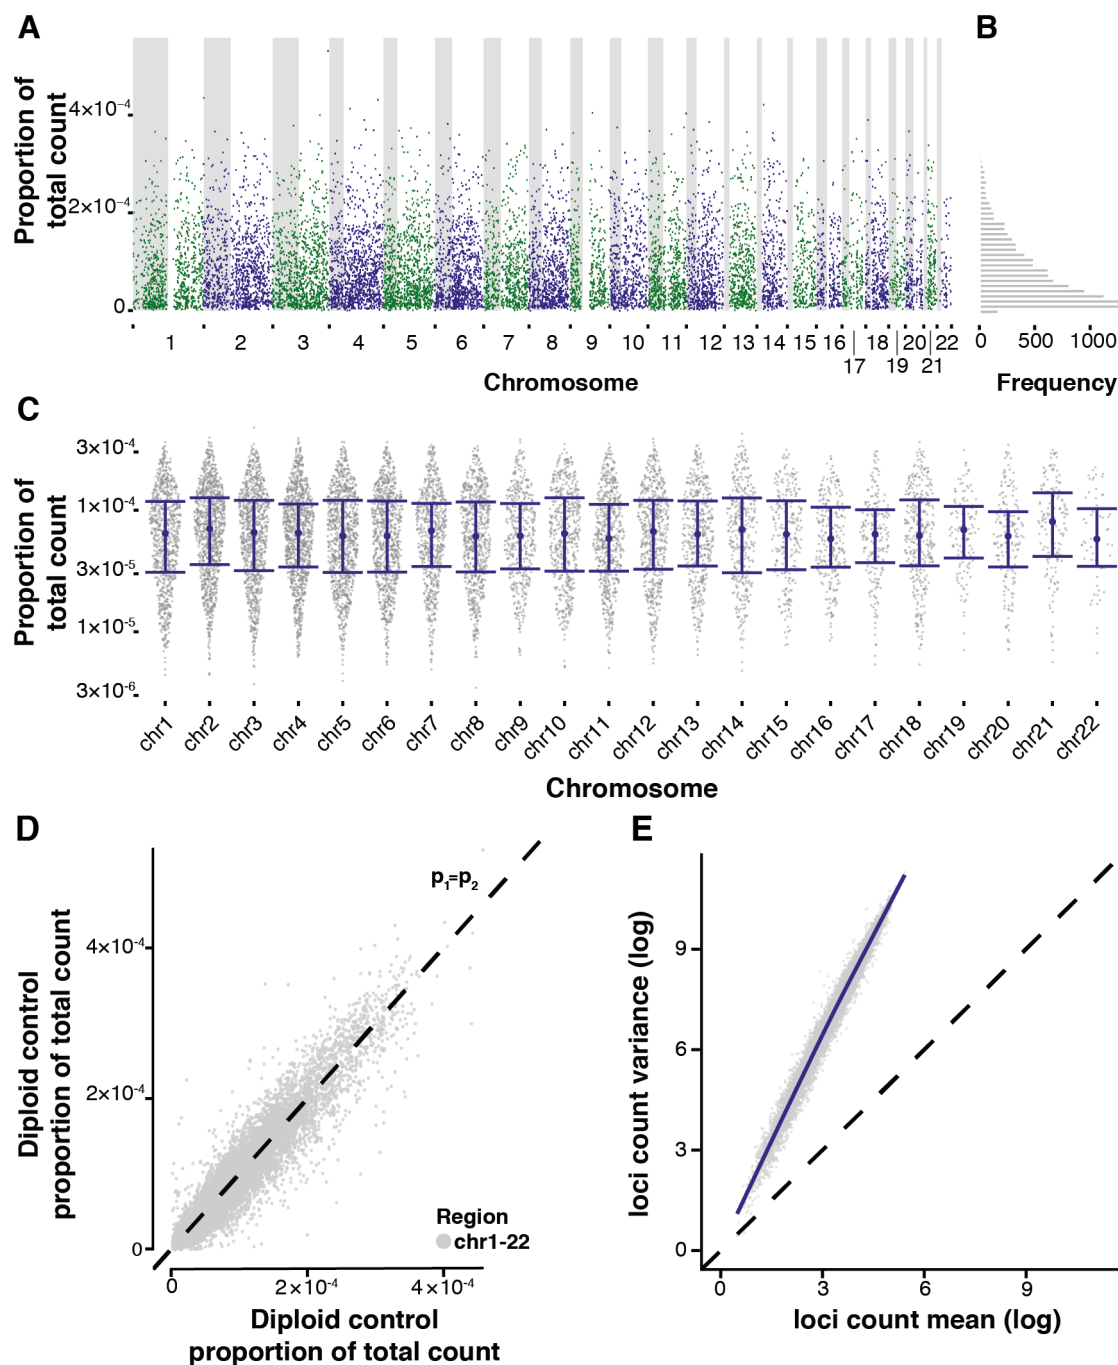 A
B
Proportion of
total count
4×10⁻⁴
2×10⁻⁴
0
1 2 3 4 5 6 7 8 9 10 11 12 13 14 15 16 18 20 22
17 19 21
Chromosome
0 500 1000
Frequency
C
Proportion of
total count
3×10⁻⁴
1×10⁻⁴
3×10⁻⁵
1×10⁻⁵
3×10⁻⁶
chr1 chr2 chr3 chr4 chr5 chr6 chr7 chr8 chr9 chr10 chr11 chr12 chr13 chr14 chr15 chr16 chr17 chr18 chr19 chr20 chr21 chr22
Chromosome
D
Diploid control
proportion of total count
4×10⁻⁴
2×10⁻⁴
0
p₁=p₂
Region
chr1-22
0 2×10⁻⁴ 4×10⁻⁴
Diploid control
proportion of total count
E
loci count variance (log)
9
6
3
0
0 3 6 9
loci count mean (log)